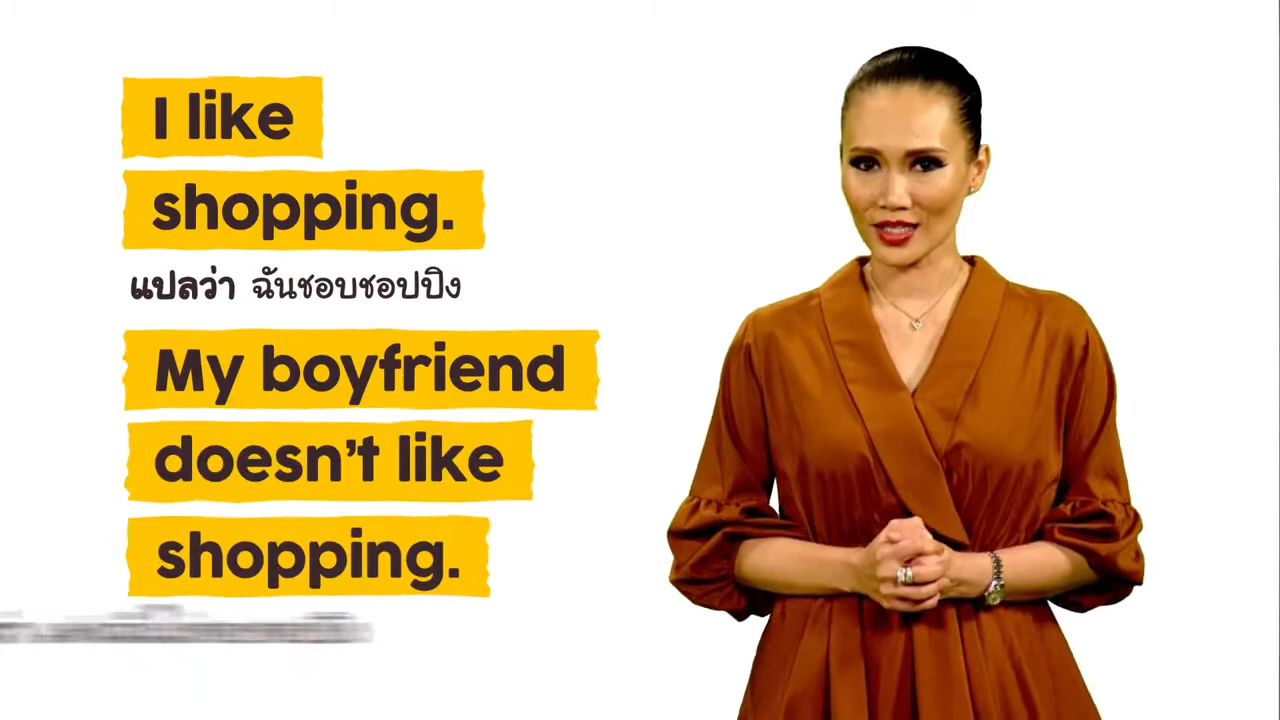 I like
shopping.
แปลว่า ฉันชอบชอปปิง
My boyfriend
doesn't like
shopping.